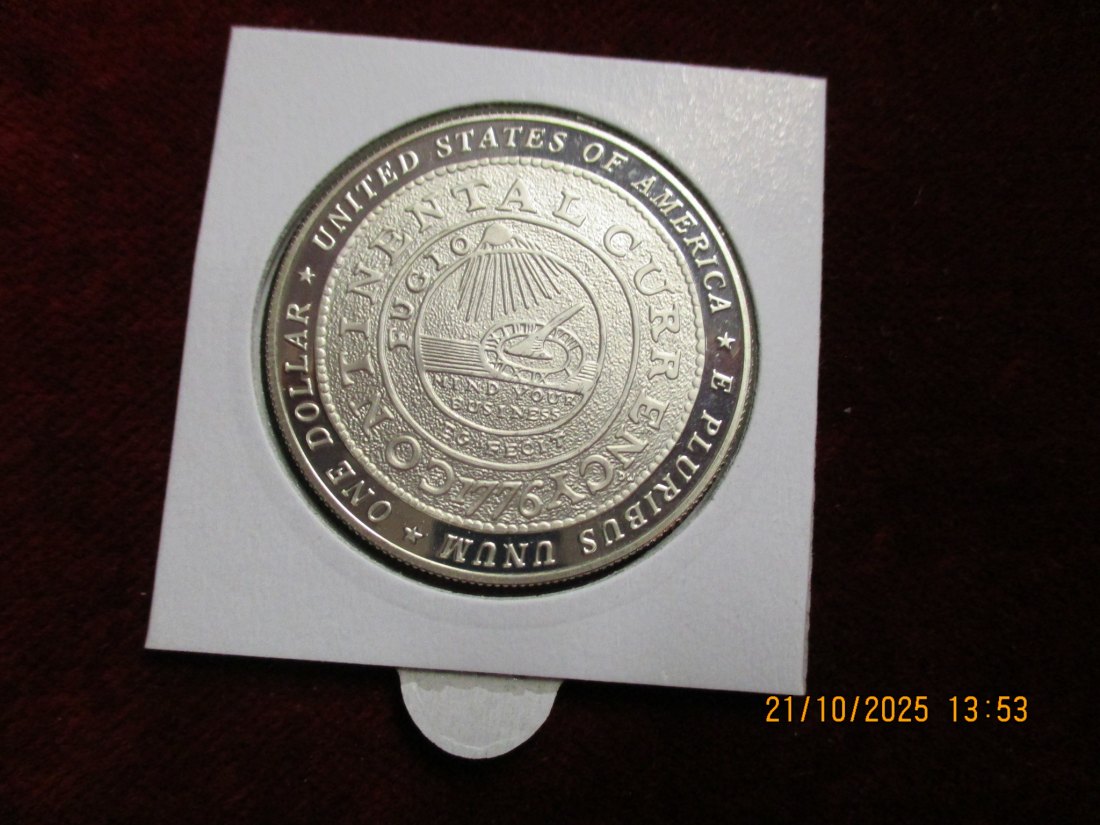 UNITED STATES OF AMERICA ★ E PLURIBUS UNUM ★ ONE DOLLAR ★
CONTINENTAL CURRENCY 1776
FUGIO
MIND YOUR
BUSINESS
EG FECIT
21/10/2025 13:53